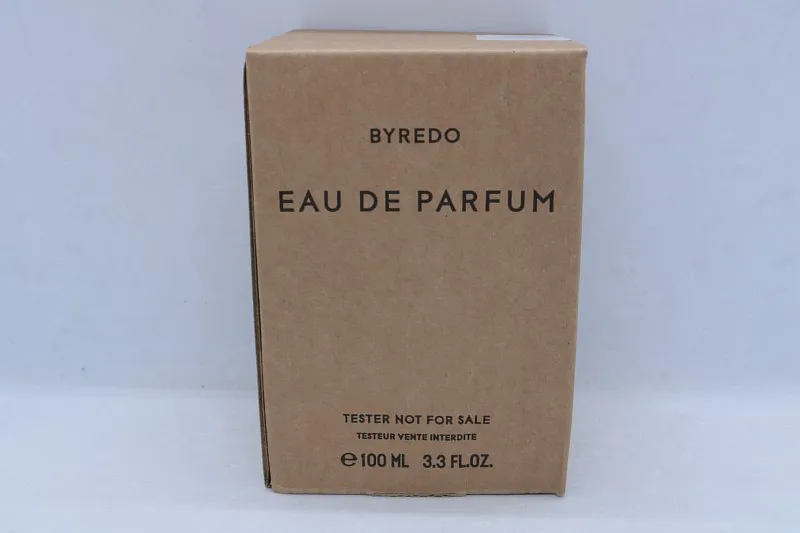 BYREDO
EAU DE PARFUM
TESTER NOT FOR SALE
TESTEUR VENTE INTERDITE
℮100 ML 3.3 FL.OZ.